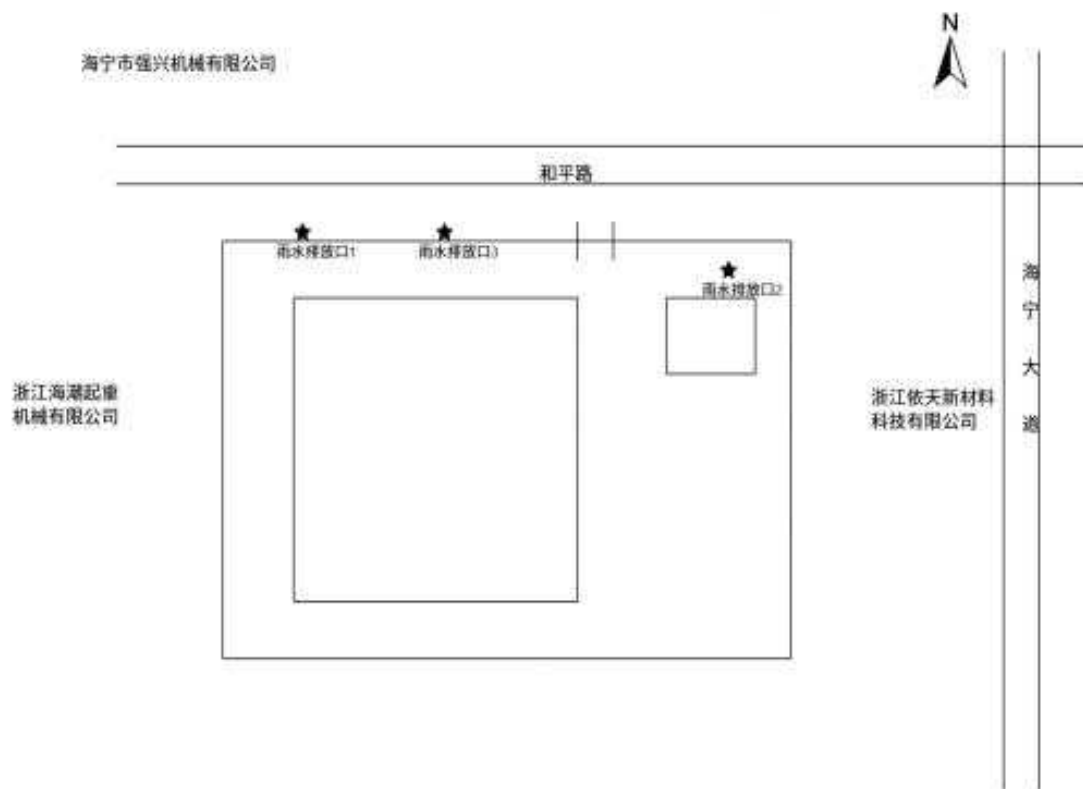 N
海宁市强兴机械有限公司
和平路
雨水排放口1
雨水排放口3
雨水排放口2
海宁大道
浙江海潮起重
机械有限公司
浙江依天新材料
科技有限公司